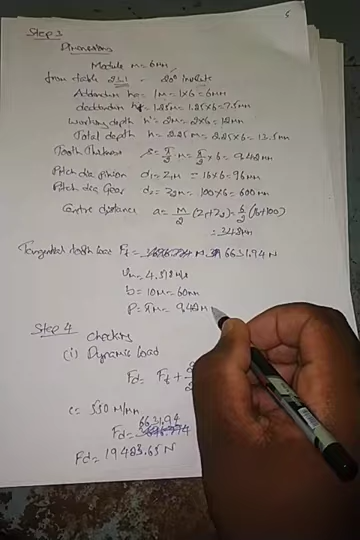 Step 3
Dimensions
Module m = 6mm
from table 22.1 - 20° Involute
Addendum ha = 1m = 1x6 = 6mm
deddendum hf = 1.25m = 1.25x6 = 7.5mm
Working depth h' = 2m = 2x6 = 12mm
Total depth h = 2.25m = 2.25x6 = 13.5mm
Tooth Thickness s = π/2 m = π/2 x 6 = 9.42mm
Pitch dia Pinion d1 = Z1m = 16x6 = 96mm
Pitch dia Gear d2 = Z2m = 100x6 = 600mm
Centre distance a = m/2 (Z1+Z2) = 6/2 (16+100)
= 348mm
Tangential tooth load Ft = 6631.94 N
Vm = 4.518 m/s
b = 10m = 60mm
P = πm = 9.42m
Step 4
Checking
(i) Dynamic Load
Fd = Ft +
c = 550 N/mm
6631.94
Fd =
Fd = 19483.65 N